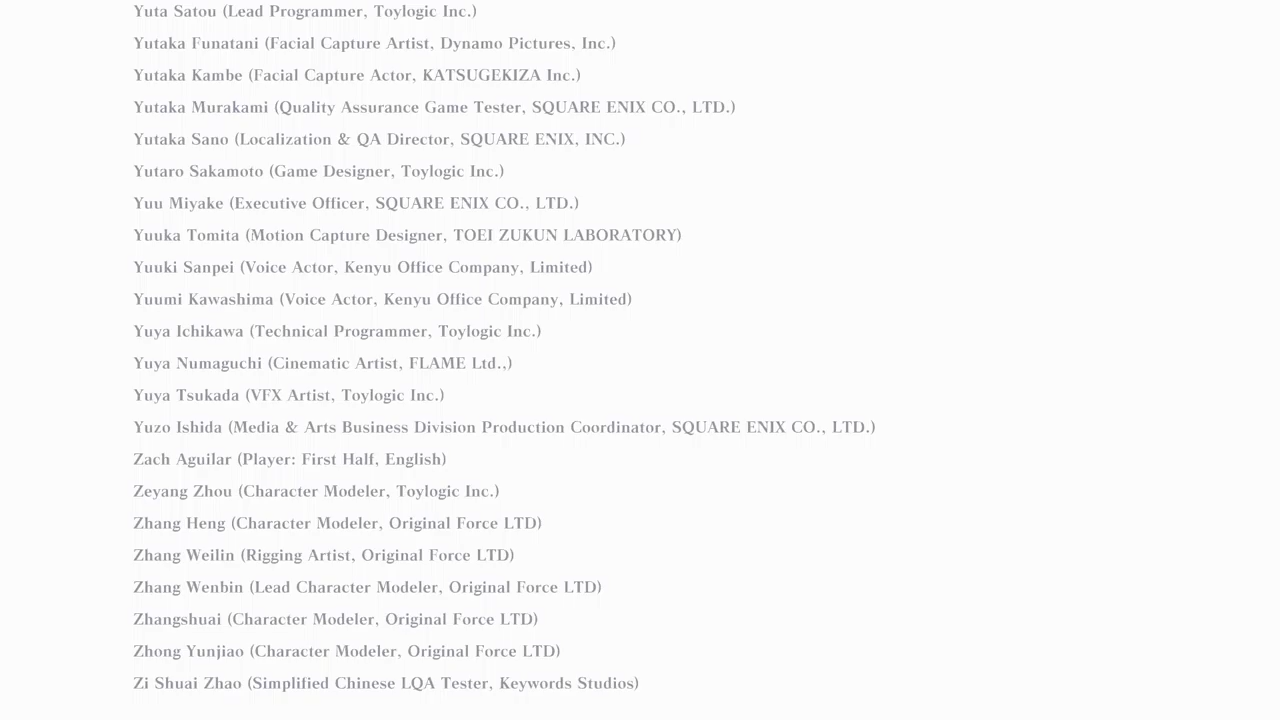 Yuta Satou (Lead Programmer, Toylogic Inc.)
Yutaka Funatani (Facial Capture Artist, Dynamo Pictures, Inc.)
Yutaka Kambe (Facial Capture Actor, KATSUGEKIZA Inc.)
Yutaka Murakami (Quality Assurance Game Tester, SQUARE ENIX CO., LTD.)
Yutaka Sano (Localization & QA Director, SQUARE ENIX, INC.)
Yutaro Sakamoto (Game Designer, Toylogic Inc.)
Yuu Miyake (Executive Officer, SQUARE ENIX CO., LTD.)
Yuuka Tomita (Motion Capture Designer, TOEI ZUKUN LABORATORY)
Yuuki Sanpei (Voice Actor, Kenyu Office Company, Limited)
Yuumi Kawashima (Voice Actor, Kenyu Office Company, Limited)
Yuya Ichikawa (Technical Programmer, Toylogic Inc.)
Yuya Numaguchi (Cinematic Artist, FLAME Ltd.,)
Yuya Tsukada (VFX Artist, Toylogic Inc.)
Yuzo Ishida (Media & Arts Business Division Production Coordinator, SQUARE ENIX CO., LTD.)
Zach Aguilar (Player: First Half, English)
Zeyang Zhou (Character Modeler, Toylogic Inc.)
Zhang Heng (Character Modeler, Original Force LTD)
Zhang Weilin (Rigging Artist, Original Force LTD)
Zhang Wenbin (Lead Character Modeler, Original Force LTD)
Zhangshuai (Character Modeler, Original Force LTD)
Zhong Yunjiao (Character Modeler, Original Force LTD)
Zi Shuai Zhao (Simplified Chinese LQA Tester, Keywords Studios)